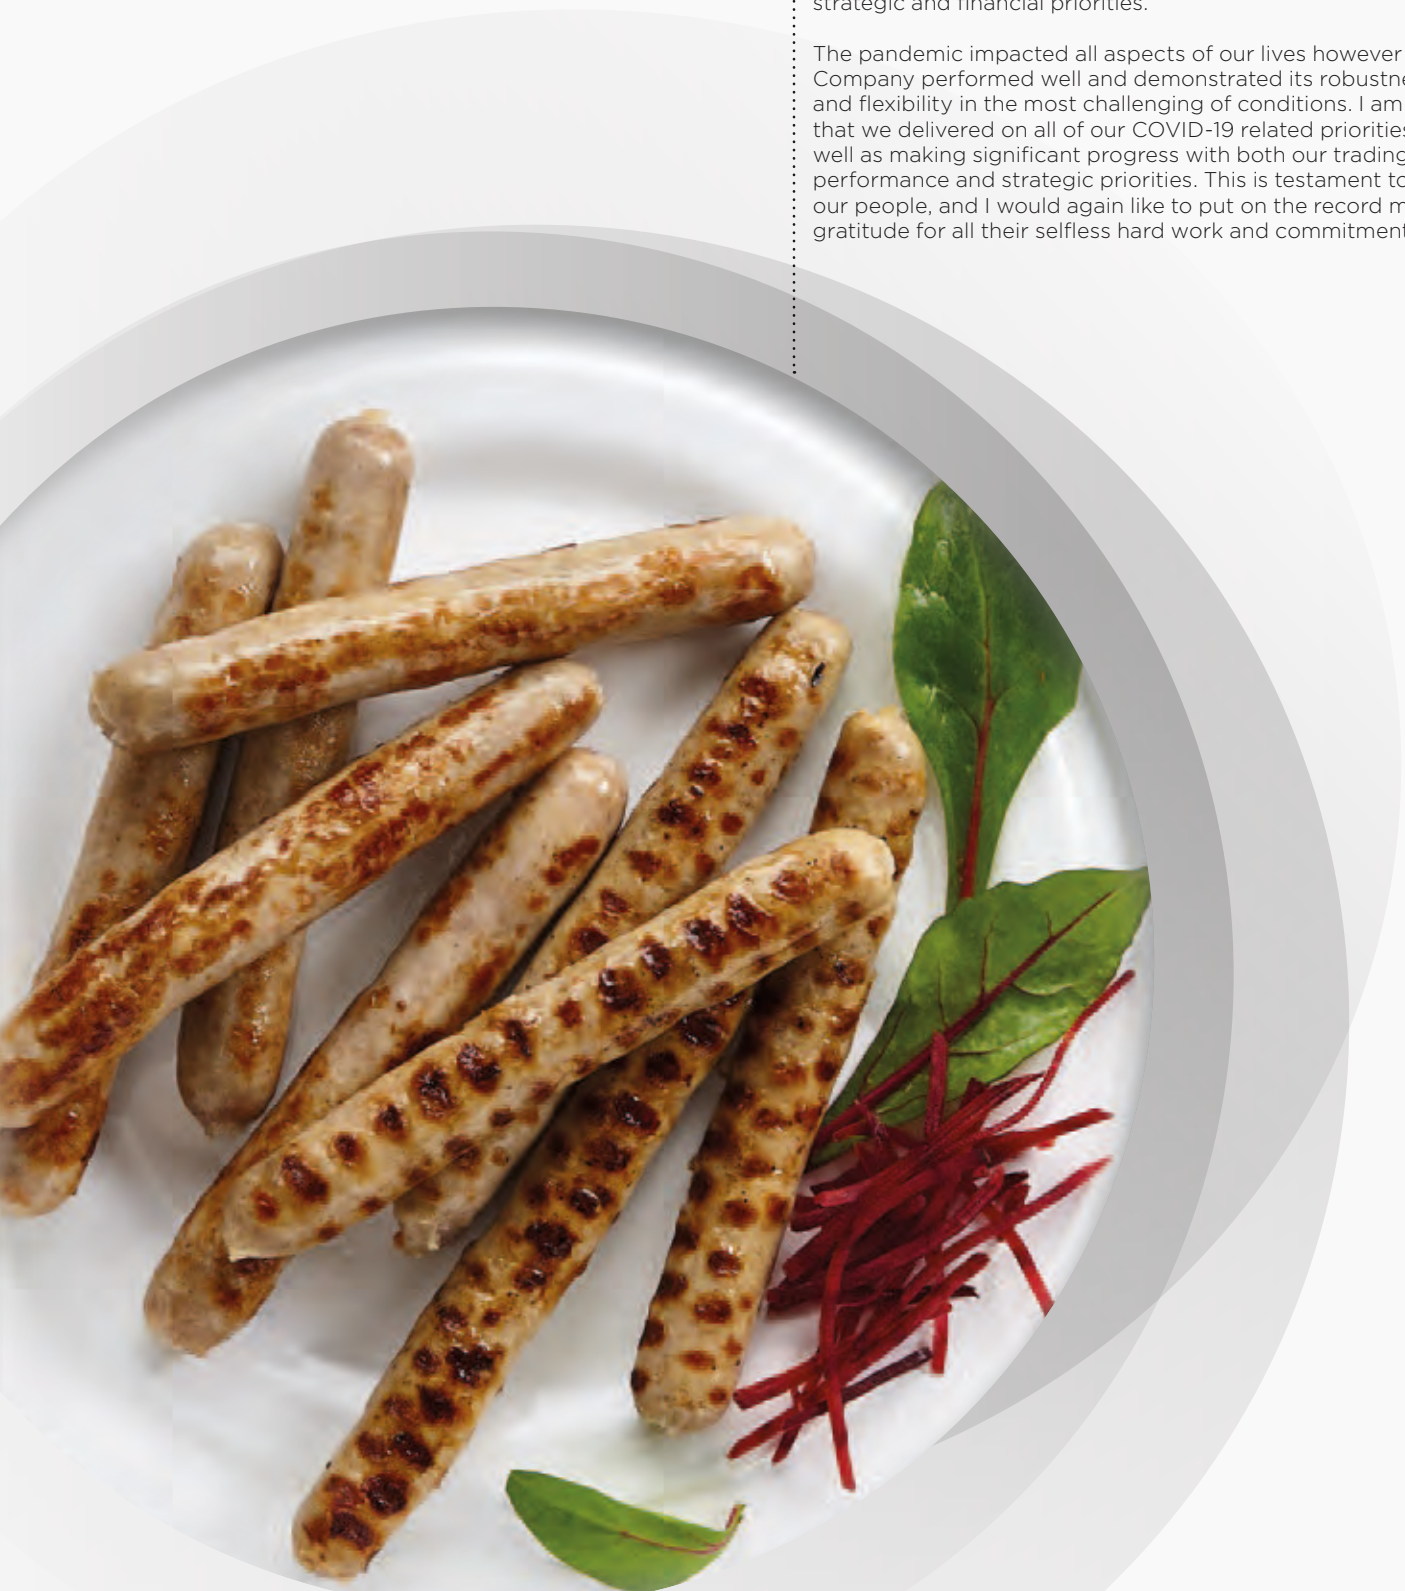 strategic and financial priorities.
The pandemic impacted all aspects of our lives however
Company performed well and demonstrated its robustne
and flexibility in the most challenging of conditions. I am
that we delivered on all of our COVID-19 related priorities
well as making significant progress with both our trading
performance and strategic priorities. This is testament to
our people, and I would again like to put on the record m
gratitude for all their selfless hard work and commitment